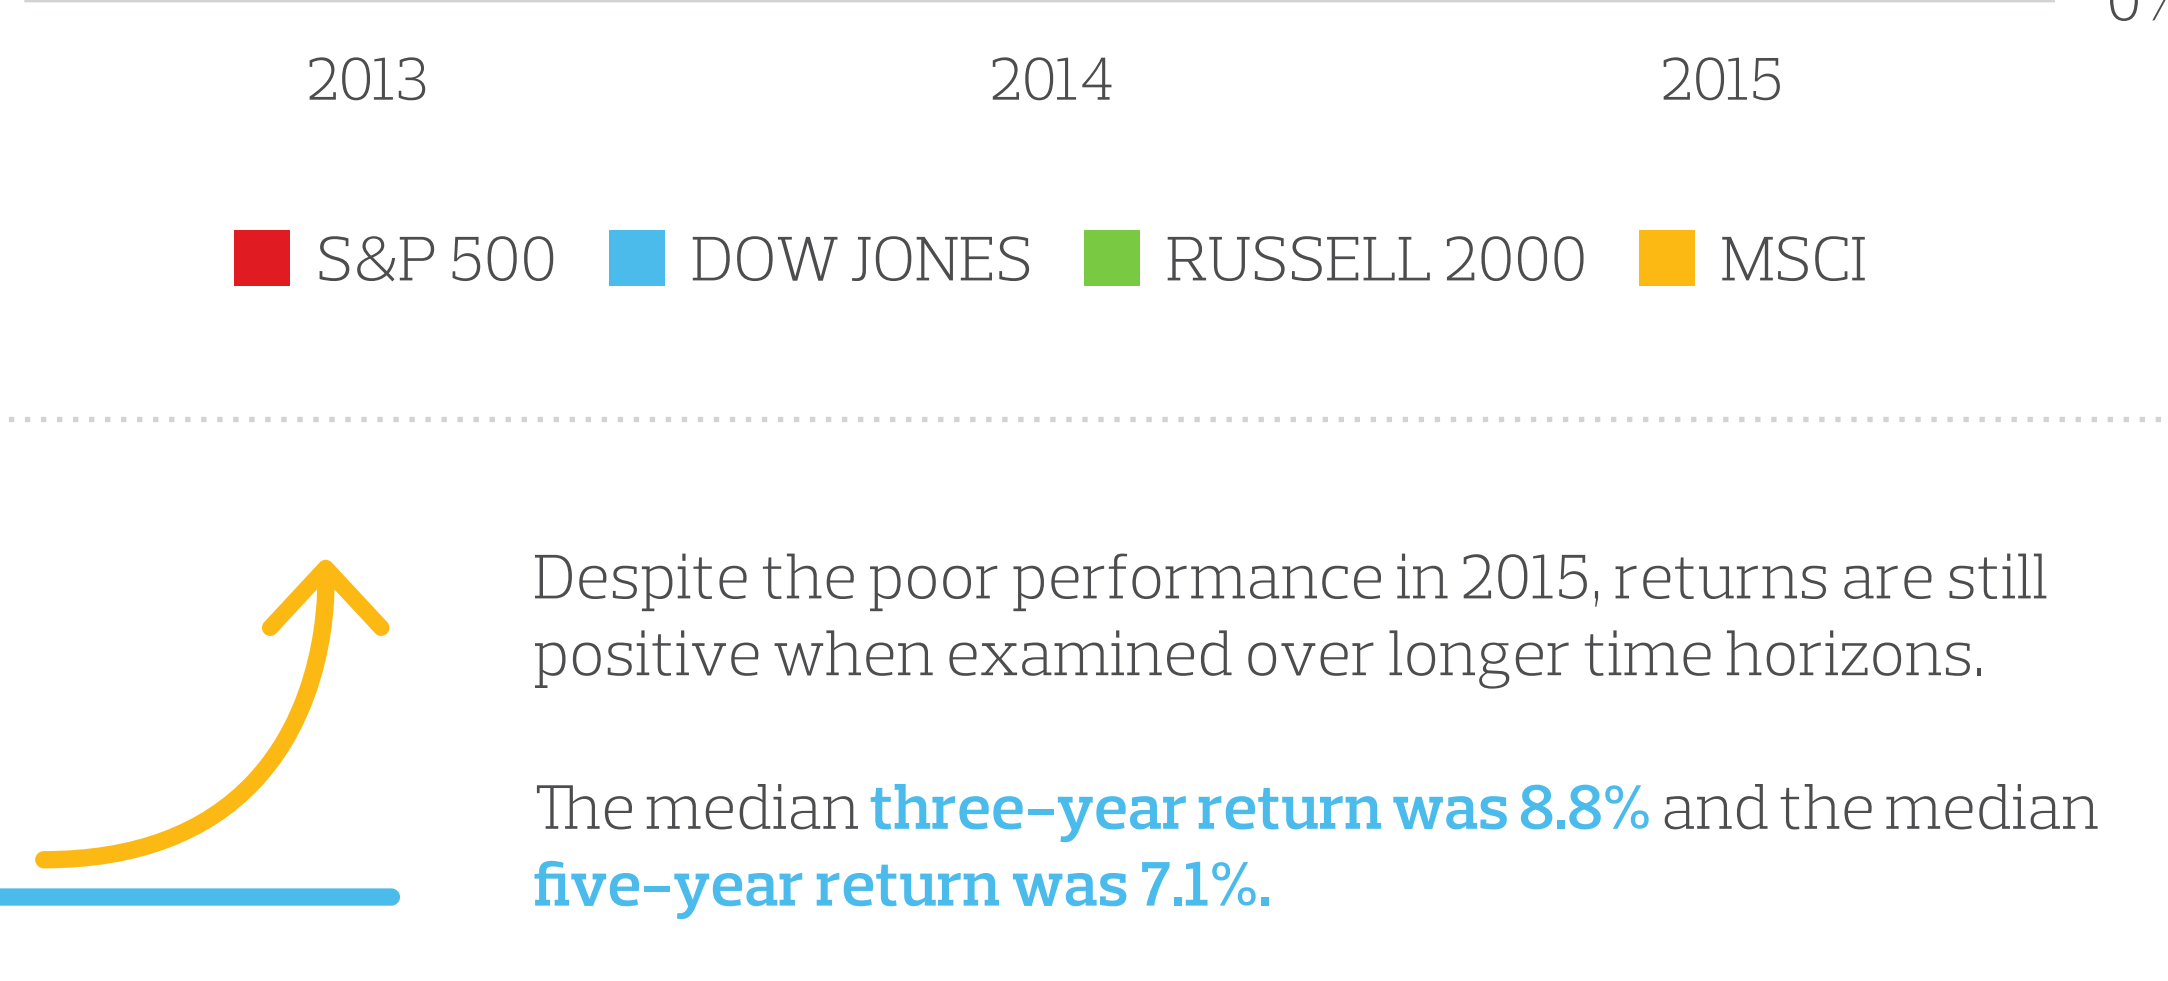 2013 2014 2015
S&P 500 DOW JONES RUSSELL 2000 MSCI
Despite the poor performance in 2015, returns are still
positive when examined over longer time horizons.
The median three-year return was 8.8% and the median
five-year return was 7.1%.